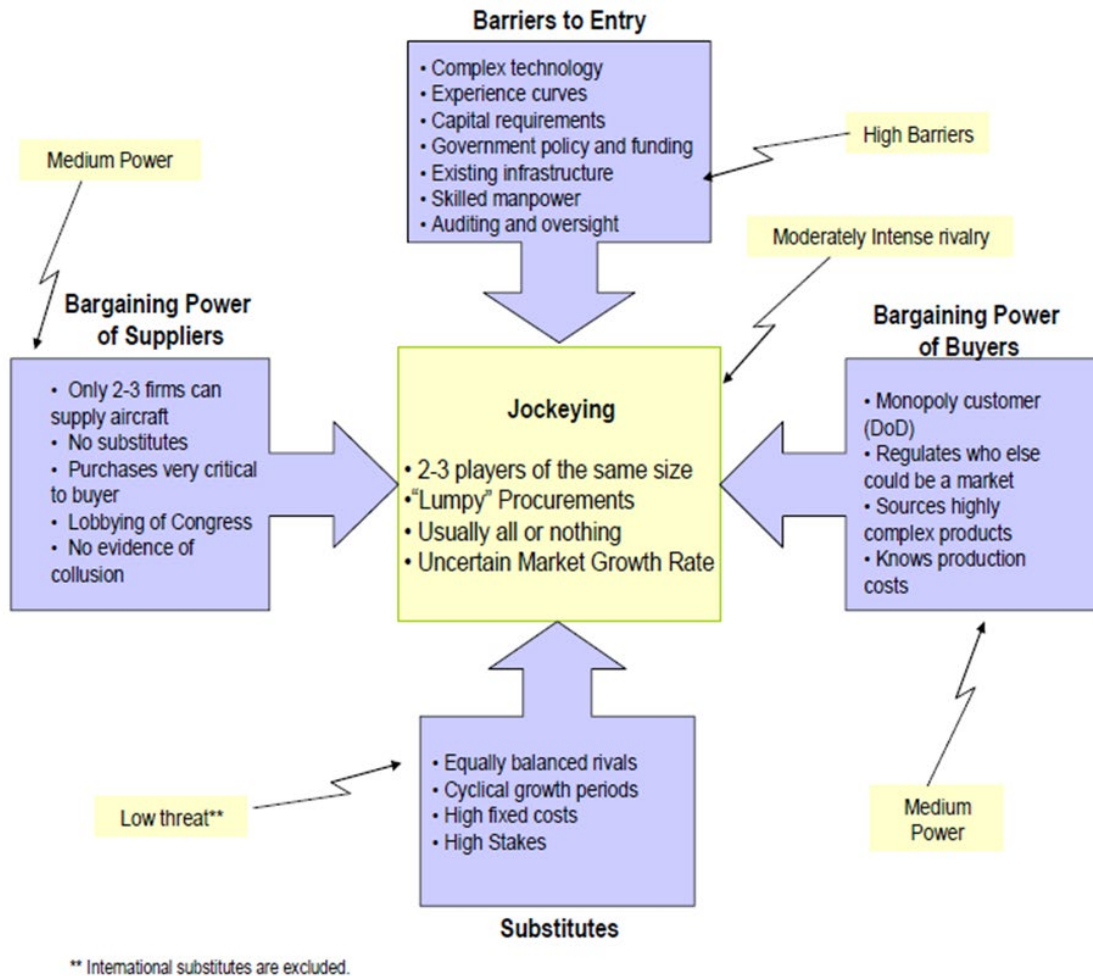 Barriers to Entry
• Complex technology
• Experience curves
• Capital requirements
• Government policy and funding
• Existing infrastructure
• Skilled manpower
• Auditing and oversight
High Barriers
Medium Power
Moderately Intense rivalry
Bargaining Power
of Suppliers
• Only 2-3 firms can
supply aircraft
• No substitutes
• Purchases very critical
to buyer
• Lobbying of Congress
• No evidence of
collusion
Jockeying
• 2-3 players of the same size
•“Lumpy” Procurements
• Usually all or nothing
• Uncertain Market Growth Rate
Bargaining Power
of Buyers
• Monopoly customer
(DoD)
• Regulates who else
could be a market
• Sources highly
complex products
• Knows production
costs
Medium
Power
Low threat**
• Equally balanced rivals
• Cyclical growth periods
• High fixed costs
• High Stakes
Substitutes
** International substitutes are excluded.